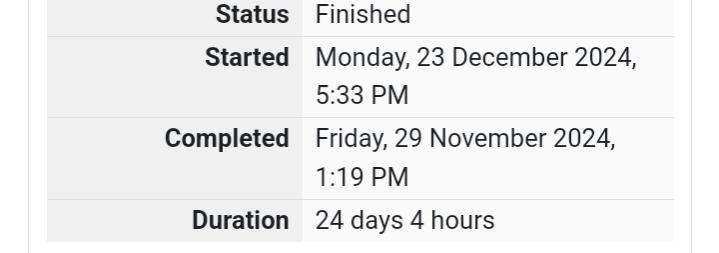 Status Finished
Started Monday, 23 December 2024,
5:33 PM
Completed Friday, 29 November 2024,
1:19 PM
Duration 24 days 4 hours